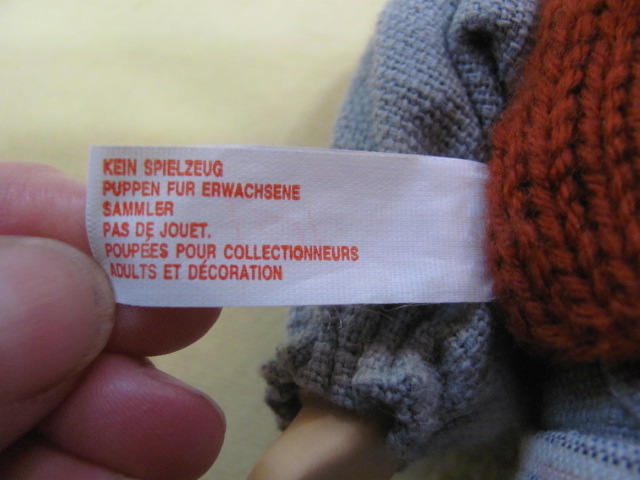 KEIN SPIELZEUG
PUPPEN FUR ERWACHSENE
SAMMLER
PAS DE JOUET.
POUPÉES POUR COLLECTIONNEURS
ADULTS ET DÉCORATION